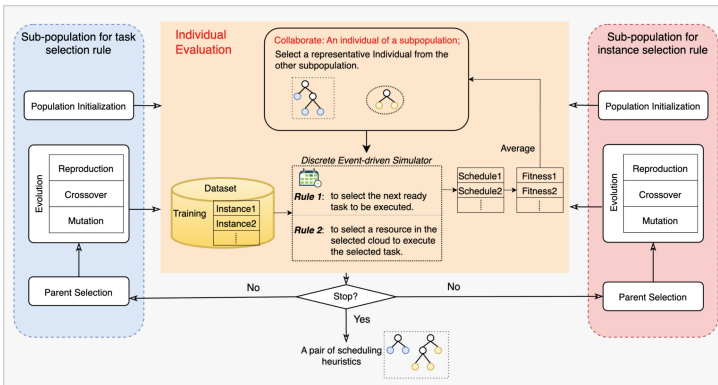 Sub-population for task
selection rule
Population Initialization
Evolution
Reproduction
Crossover
Mutation
Parent Selection
Individual
Evaluation
Collaborate: An individual of a subpopulation;
Select a representative Individual from the
other subpopulation.
Average
Discrete Event-driven Simulator
Dataset
Training
Instance1
Instance2
⋮
Rule 1: to select the next ready
task to be executed.
Rule 2: to select a resource in the
selected cloud to execute
the selected task.
Schedule1
Schedule2
⋮
Fitness1
Fitness2
⋮
Sub-population for
instance selection rule
Population Initialization
Evolution
Reproduction
Crossover
Mutation
Parent Selection
No
Stop?
No
Yes
A pair of scheduling
heuristics